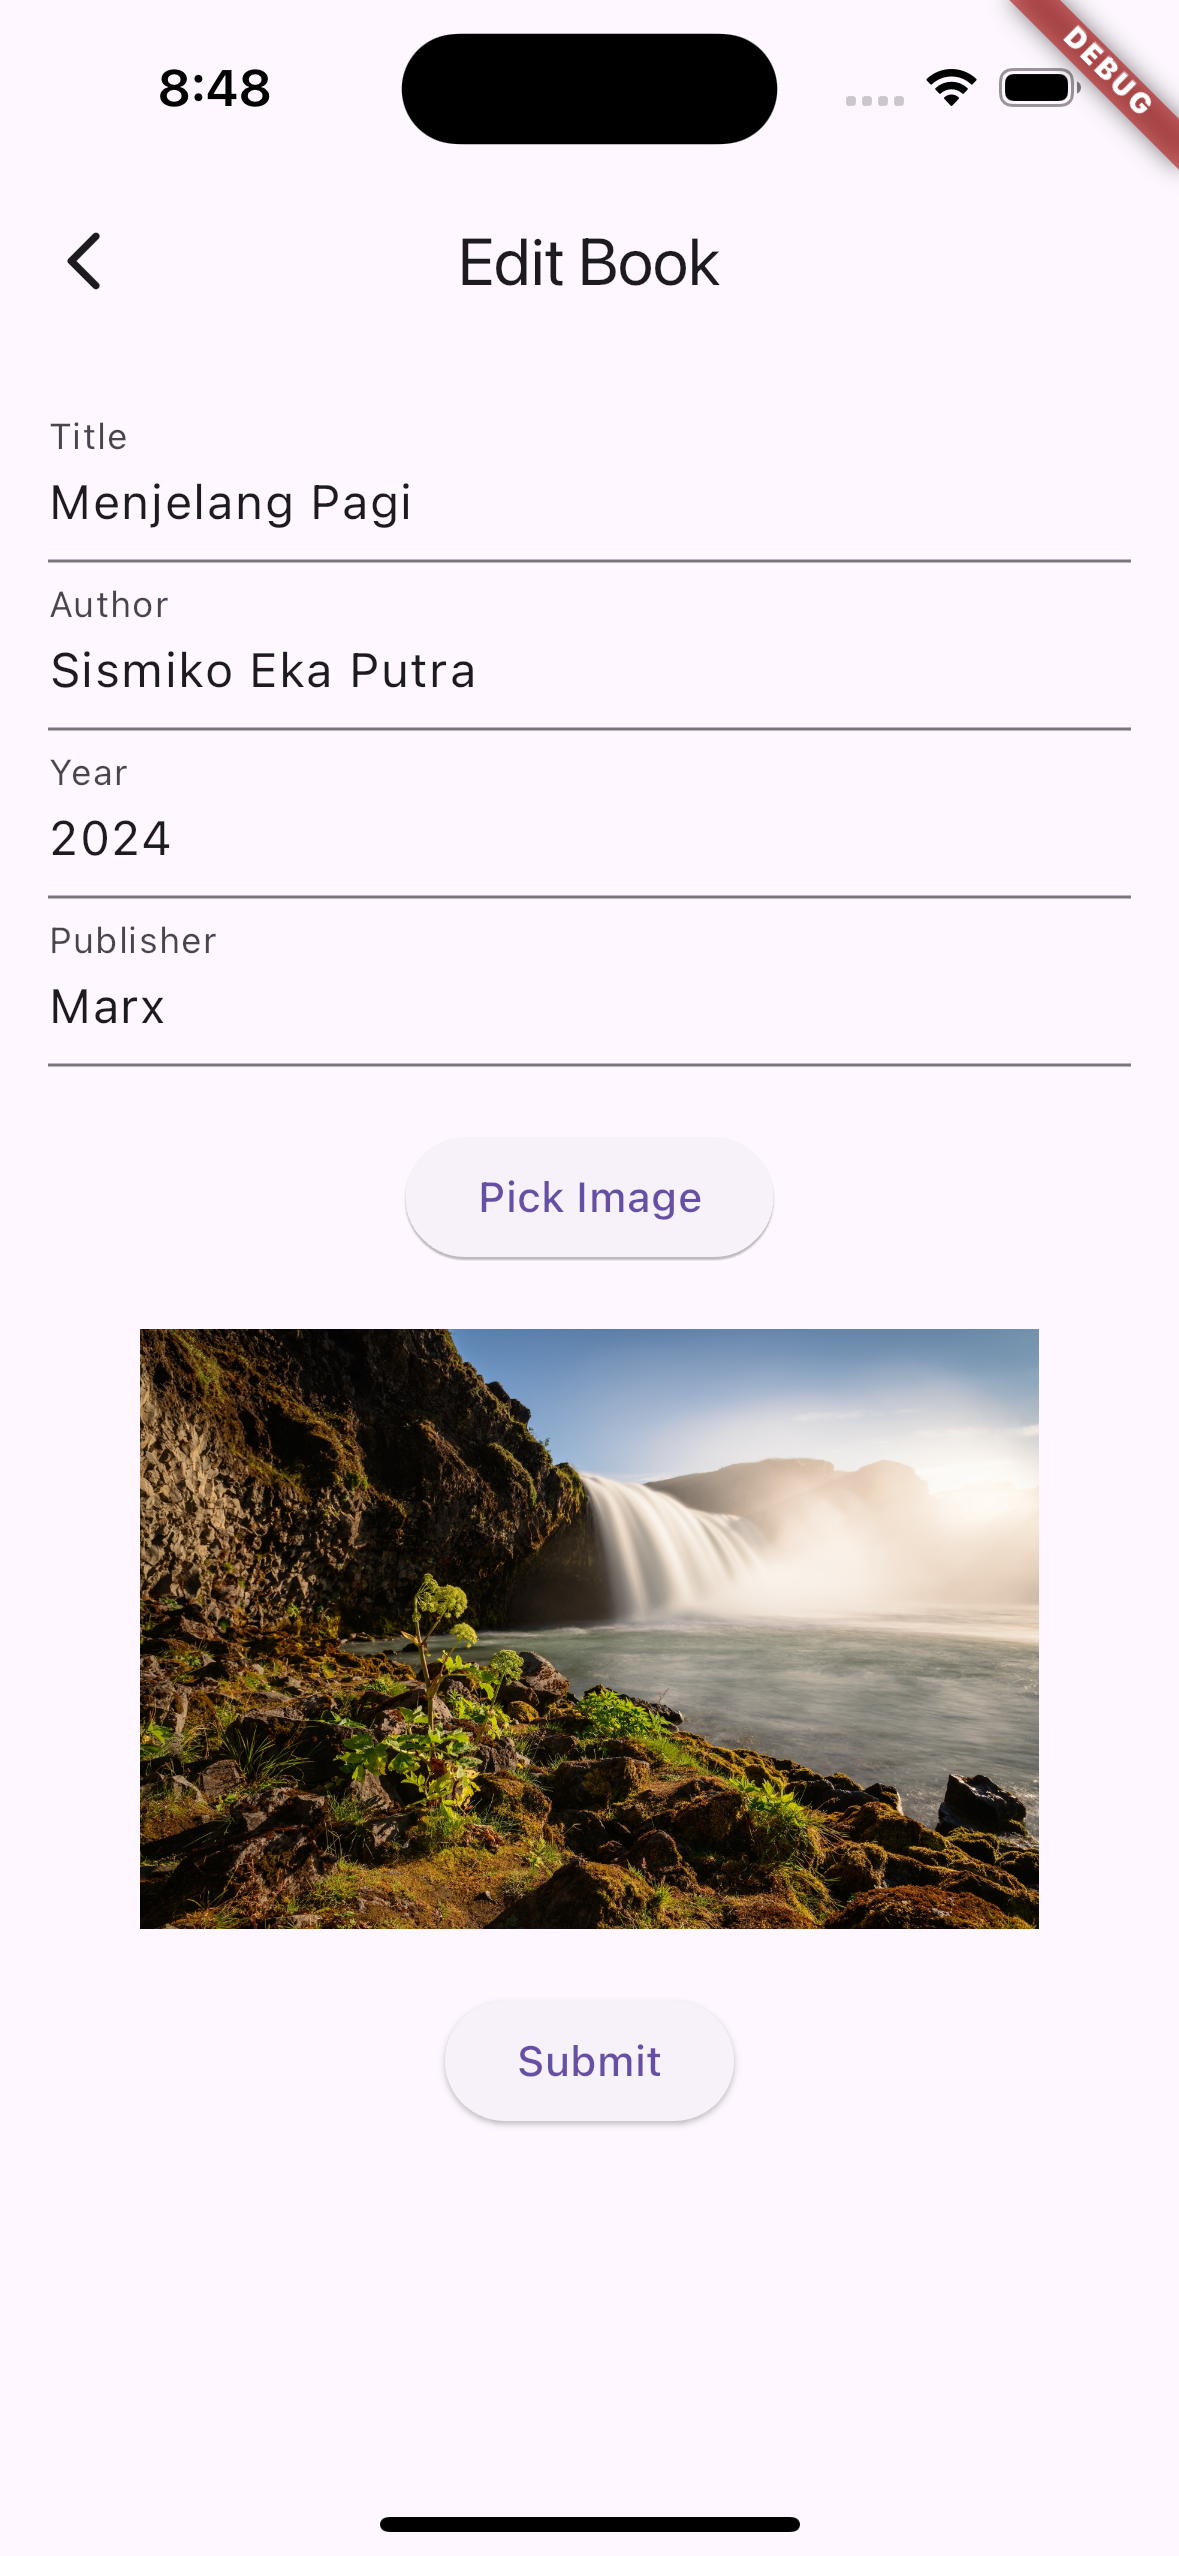 8:48
DEBUG
Edit Book
Title
Menjelang Pagi
Author
Sismiko Eka Putra
Year
2024
Publisher
Marx
Pick Image
Submit